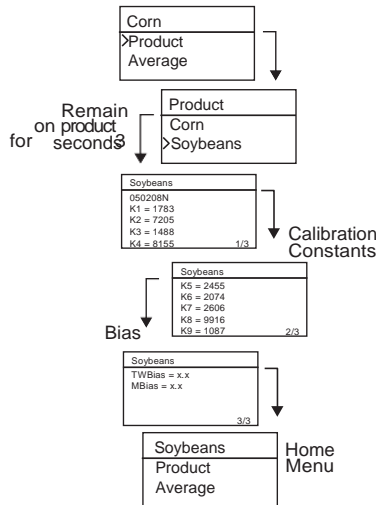 Corn
>Product
Average
Remain
on product
for seconds3
Product
Corn
>Soybeans
Soybeans
050208N
K1 = 1783
K2 = 7205
K3 = 1488
K4 = 8155 1/3
Calibration
Constants
Soybeans
K5 = 2455
K6 = 2074
K7 = 2606
K8 = 9916
K9 = 1087 2/3
Bias
Soybeans
TWBias = x.x
MBias = x.x
3/3
Soybeans
Product
Average
Home
Menu